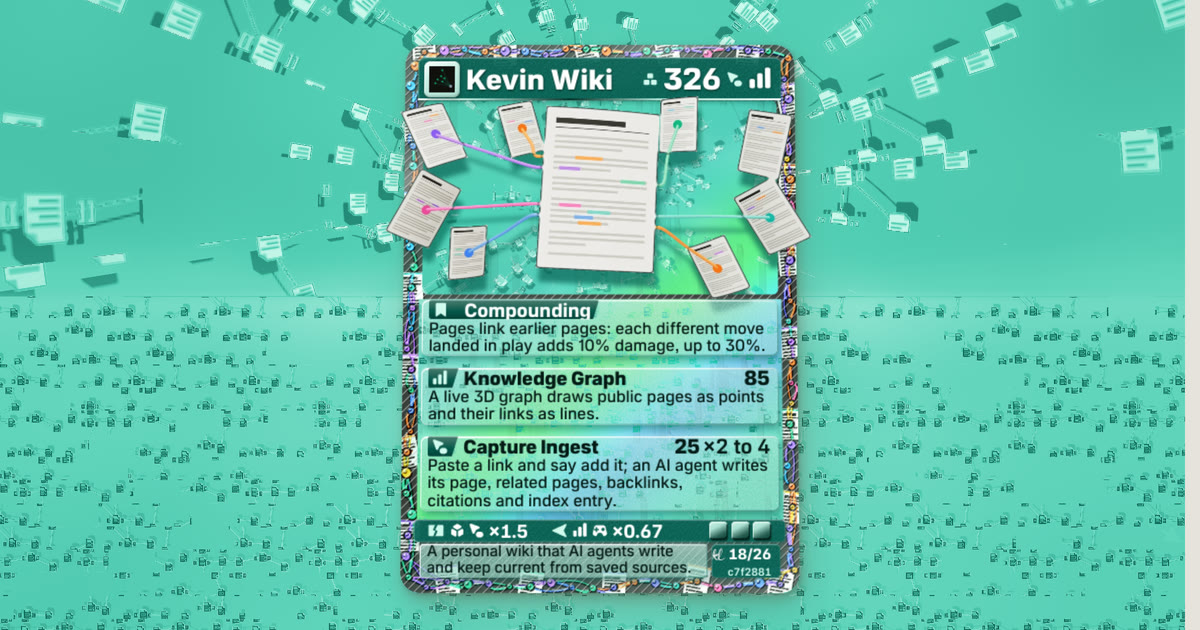 Kevin Wiki 326
Compounding
Pages link earlier pages: each different move
landed in play adds 10% damage, up to 30%.
Knowledge Graph 85
A live 3D graph draws public pages as points
and their links as lines.
Capture Ingest 25 ×2 to 4
Paste a link and say add it; an AI agent writes
its page, related pages, backlinks,
citations and index entry.
×1.5 ×0.67
A personal wiki that AI agents write
and keep current from saved sources.
18/26
c7f2881